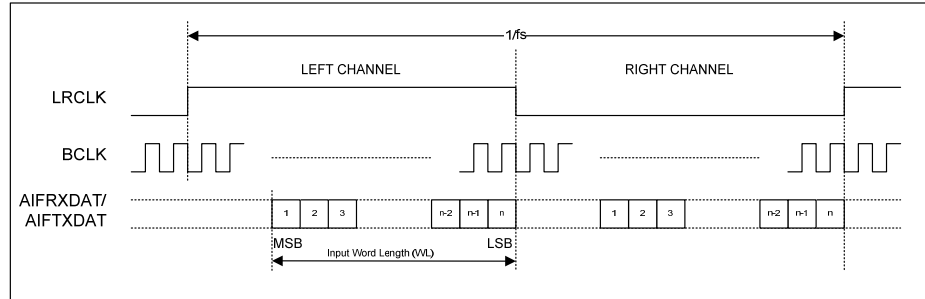 1/fs
LEFT CHANNEL
RIGHT CHANNEL
LRCLK
BCLK
AIFRXDAT/
AIFTXDAT
1 2 3 n-2 n-1 n 1 2 3 n-2 n-1 n
MSB LSB
Input Word Length (WL)